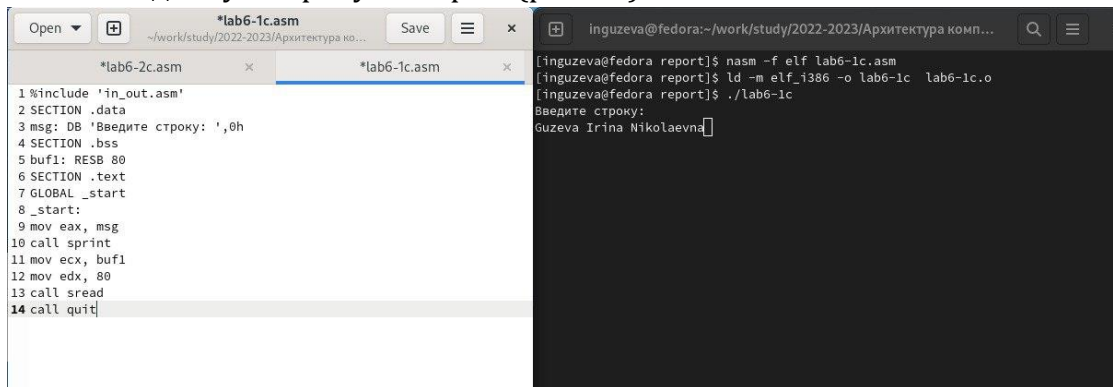 Open
*lab6-1c.asm
~/work/study/2022-2023/Архитектура ко...
Save
*lab6-2c.asm
*lab6-1c.asm
1 %include 'in_out.asm'
2 SECTION .data
3 msg: DB 'Введите строку: ',0h
4 SECTION .bss
5 buf1: RESB 80
6 SECTION .text
7 GLOBAL _start
8 _start:
9 mov eax, msg
10 call sprint
11 mov ecx, buf1
12 mov edx, 80
13 call sread
14 call quit
inguzeva@fedora:~/work/study/2022-2023/Архитектура комп...
[inguzeva@fedora report]$ nasm -f elf lab6-1c.asm
[inguzeva@fedora report]$ ld -m elf_i386 -o lab6-1c  lab6-1c.o
[inguzeva@fedora report]$ ./lab6-1c
Введите строку:
Guzeva Irina Nikolaevna